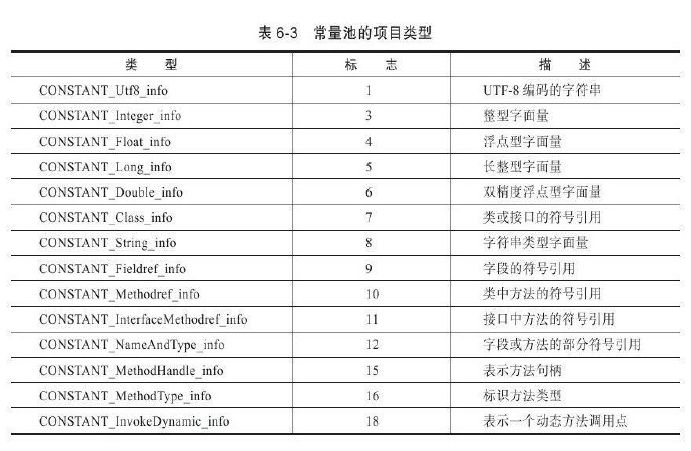 表 6-3 常量池的项目类型
类 型 标 志 描 述
CONSTANT_Utf8_info 1 UTF-8 编码的字符串
CONSTANT_Integer_info 3 整型字面量
CONSTANT_Float_info 4 浮点型字面量
CONSTANT_Long_info 5 长整型字面量
CONSTANT_Double_info 6 双精度浮点型字面量
CONSTANT_Class_info 7 类或接口的符号引用
CONSTANT_String_info 8 字符串类型字面量
CONSTANT_Fieldref_info 9 字段的符号引用
CONSTANT_Methodref_info 10 类中方法的符号引用
CONSTANT_InterfaceMethodref_info 11 接口中方法的符号引用
CONSTANT_NameAndType_info 12 字段或方法的部分符号引用
CONSTANT_MethodHandle_info 15 表示方法句柄
CONSTANT_MethodType_info 16 标识方法类型
CONSTANT_InvokeDynamic_info 18 表示一个动态方法调用点